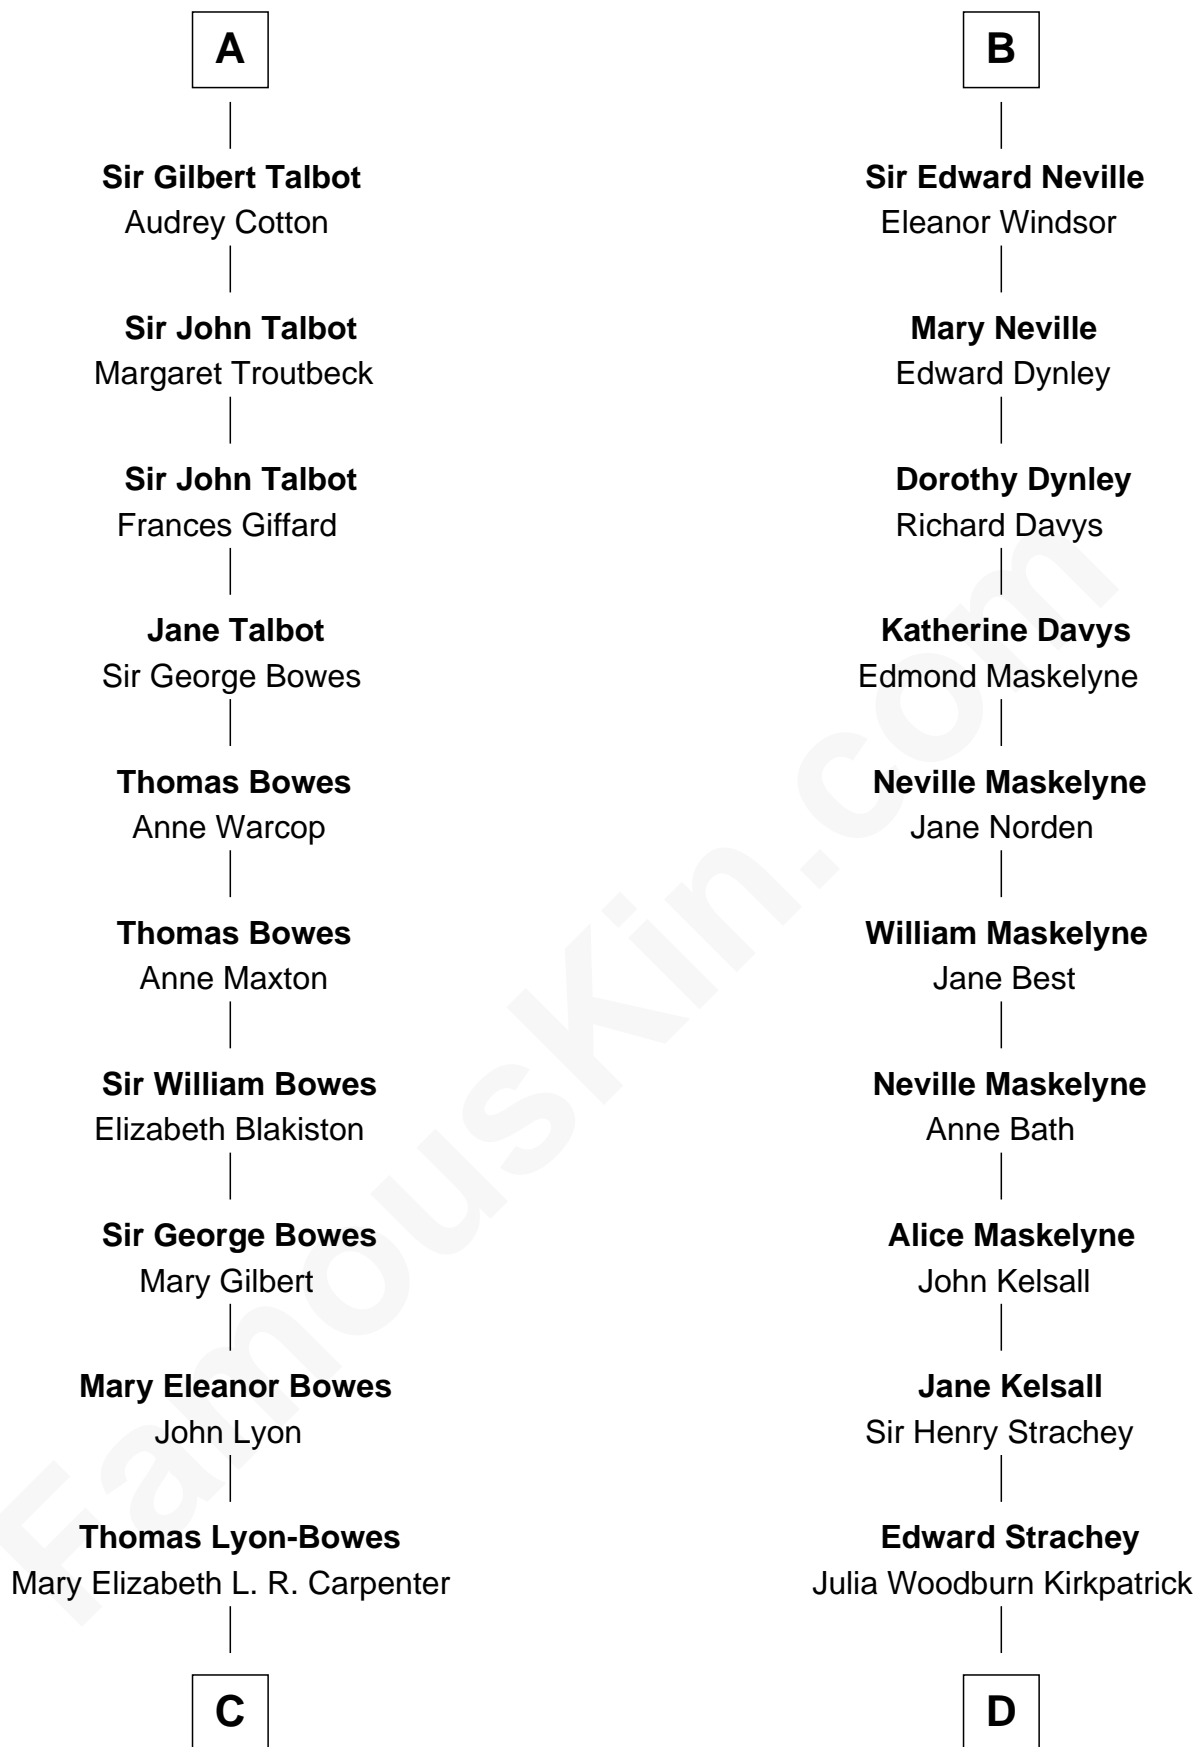 A
Sir Gilbert Talbot
Audrey Cotton
Sir John Talbot
Margaret Troutbeck
Sir John Talbot
Frances Giffard
Jane Talbot
Sir George Bowes
Thomas Bowes
Anne Warcop
Thomas Bowes
Anne Maxton
Sir William Bowes
Elizabeth Blakiston
Sir George Bowes
Mary Gilbert
Mary Eleanor Bowes
John Lyon
Thomas Lyon-Bowes
Mary Elizabeth L. R. Carpenter
C
B
Sir Edward Neville
Eleanor Windsor
Mary Neville
Edward Dynley
Dorothy Dynley
Richard Davys
Katherine Davys
Edmond Maskelyne
Neville Maskelyne
Jane Norden
William Maskelyne
Jane Best
Neville Maskelyne
Anne Bath
Alice Maskelyne
John Kelsall
Jane Kelsall
Sir Henry Strachey
Edward Strachey
Julia Woodburn Kirkpatrick
D
FamousKin.com